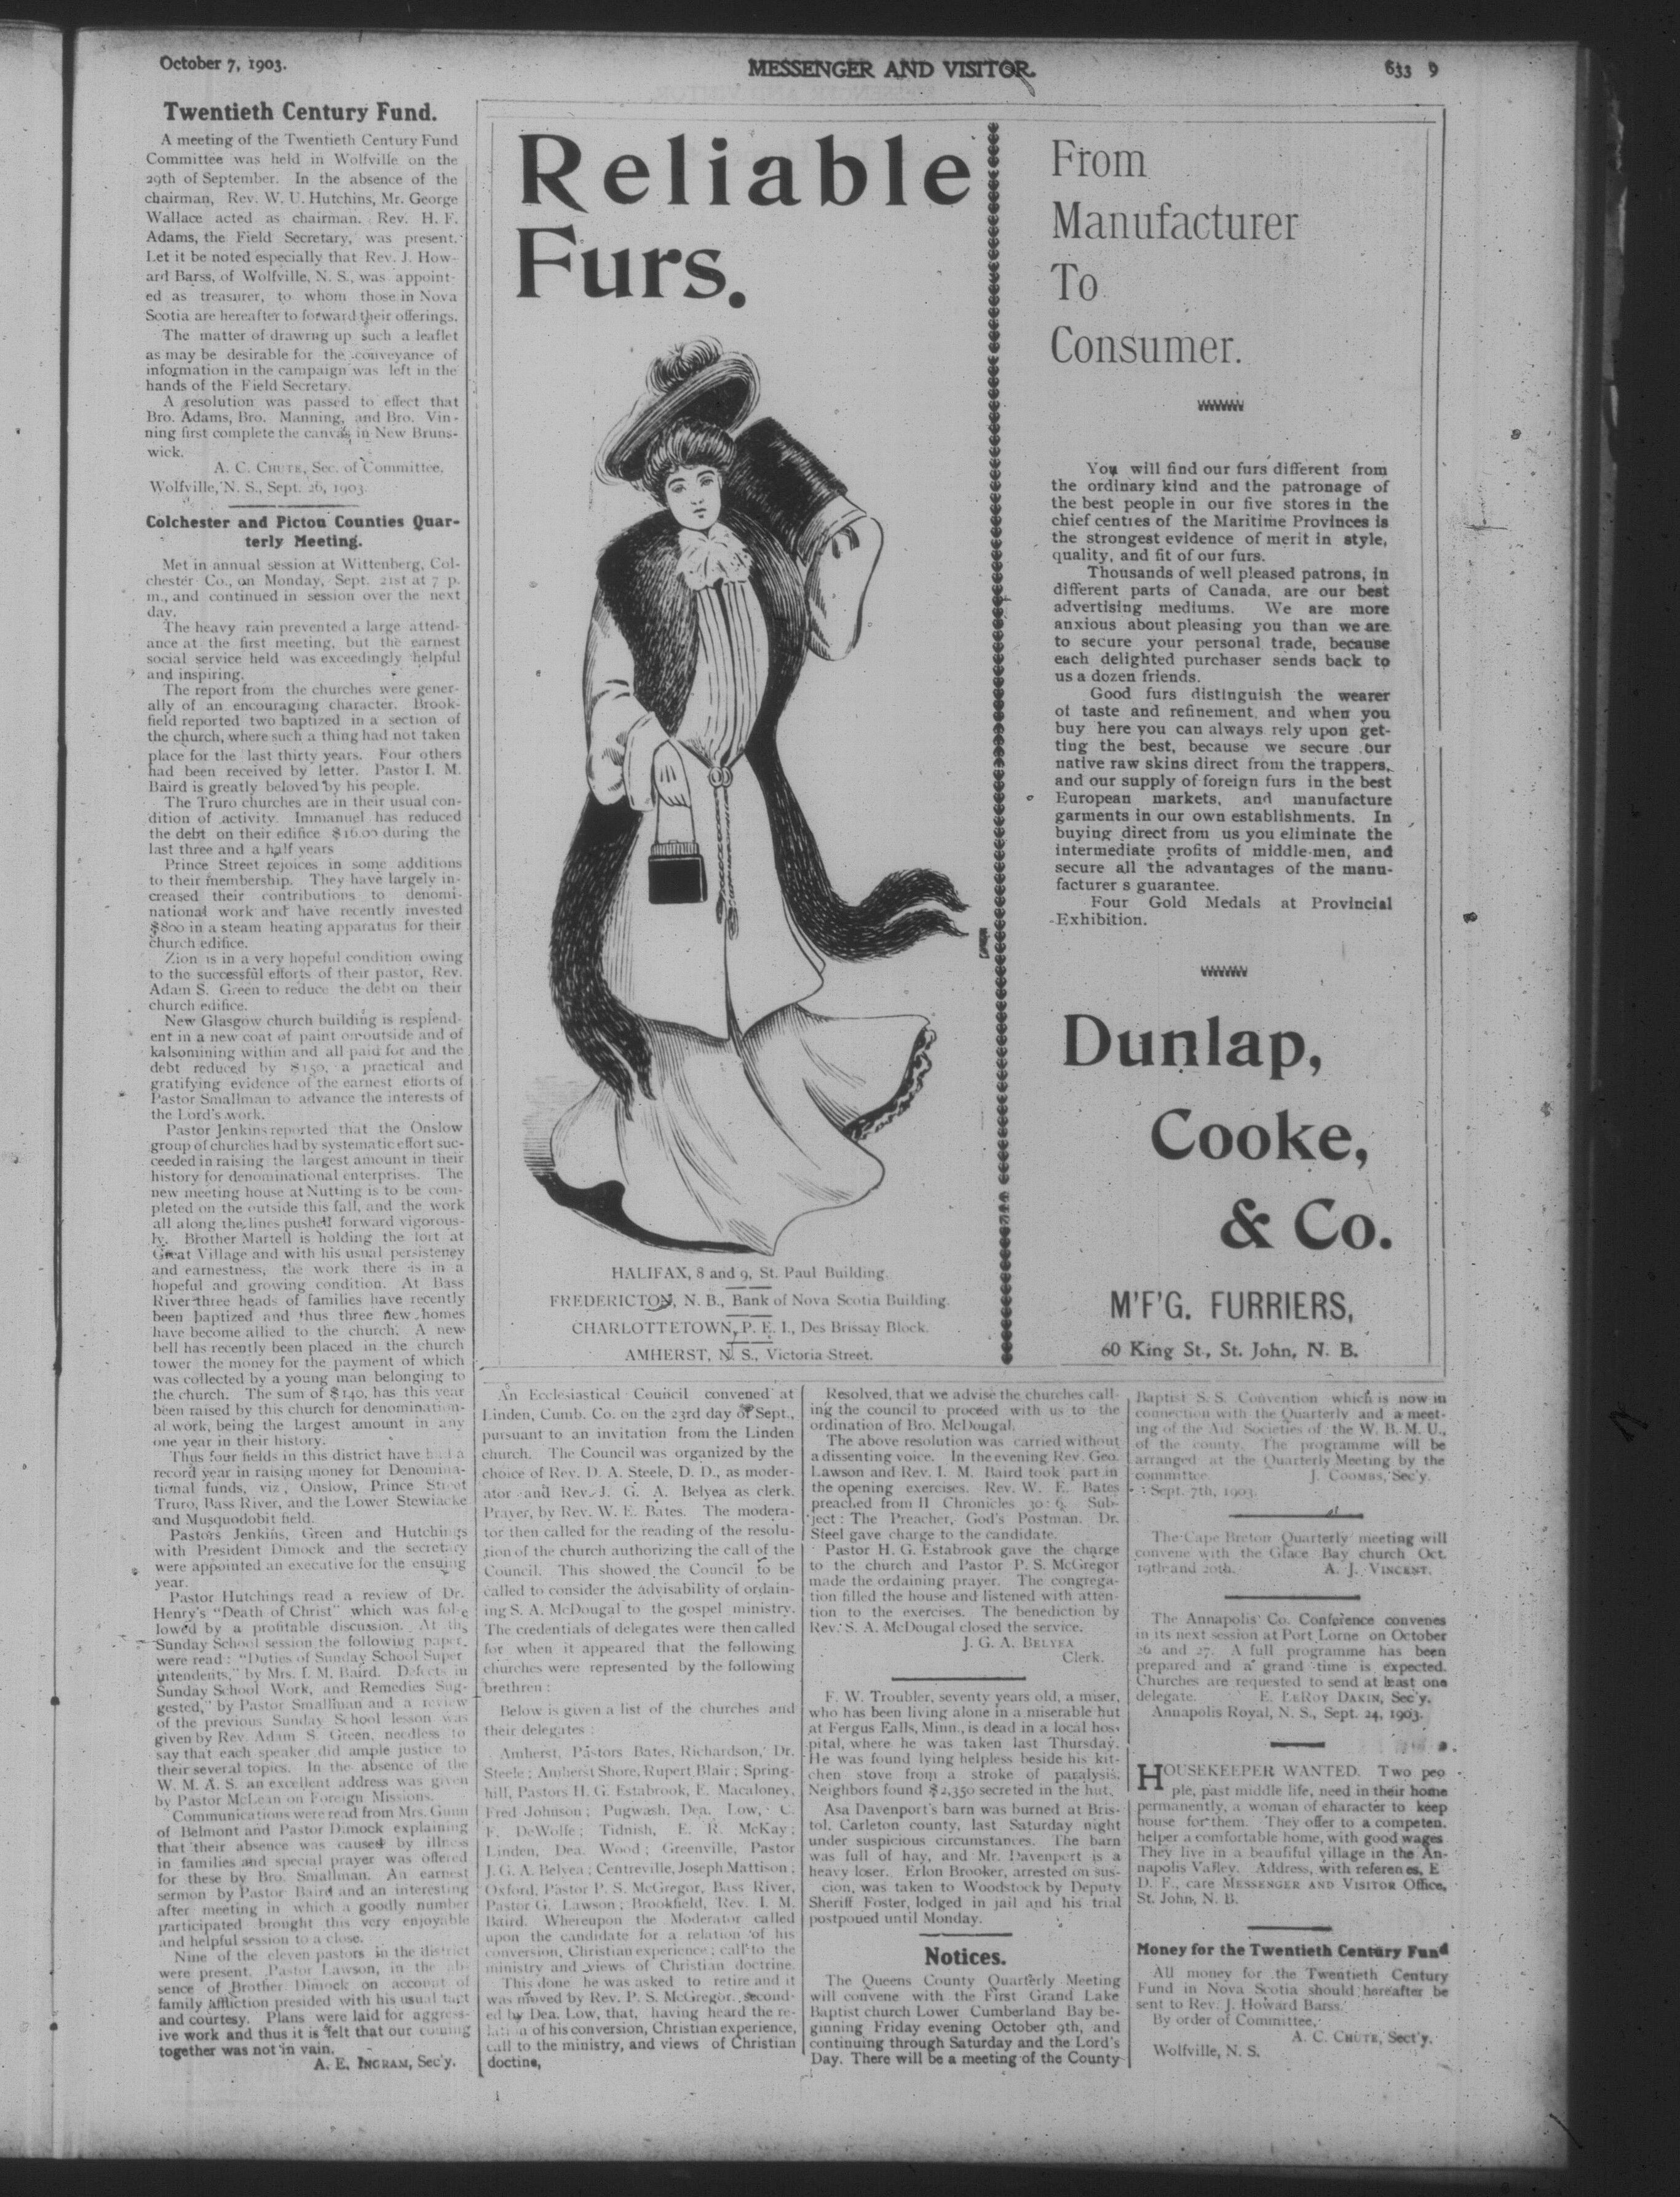 October 7, 1903.
MESSENGER AND VISITOR.
633 9
Twentieth Century Fund.
A meeting of the Twentieth Century Fund
Committee was held in Wolfville on the
29th of September. In the absence of the
chairman, Rev. W. U. Hutchins, Mr. George
Wallace acted as chairman. Rev. H. F.
Adams, the Field Secretary, was present.
Let it be noted especially that Rev. J. How-
ard Barss, of Wolfville, N. S., was appoint-
ed as treasurer, to whom those in Nova
Scotia are hereafter to forward their offerings.
The matter of drawrng up such a leaflet
as may be desirable for the conveyance of
information in the campaign was left in the
hands of the Field Secretary.
A resolution was passed to effect that
Bro. Adams, Bro. Manning, and Bro. Vin-
ning first complete the canvas in New Bruns-
wick.
A. C. CHUTE, Sec. of Committee.
Wolfville, N. S., Sept. 26, 1903.
Colchester and Pictou Counties Quar-
terly Meeting.
Met in annual session at Wittenberg, Col-
chester Co., on Monday, Sept. 21st at 7 p.
m., and continued in session over the next
day.
The heavy rain prevented a large attend-
ance at the first meeting, but the earnest
social service held was exceedingly helpful
and inspiring.
The report from the churches were gener-
ally of an encouraging character. Brook-
field reported two baptized in a section of
the church, where such a thing had not taken
place for the last thirty years. Four others
had been received by letter. Pastor I. M.
Baird is greatly beloved by his people.
The Truro churches are in their usual con-
dition of activity. Immanuel has reduced
the debt on their edifice $16.00 during the
last three and a half years
Prince Street rejoices in some additions
to their membership. They have largely in-
creased their contributions to denomi-
national work and have recently invested
$800 in a steam heating apparatus for their
church edifice.
Zion is in a very hopeful condition owing
to the successful efforts of their pastor, Rev.
Adam S. Green to reduce the debt on their
church edifice.
New Glasgow church building is resplend-
ent in a new coat of paint on outside and of
kalsomining within and all paid for and the
debt reduced by $150, a practical and
gratifying evidence of the earnest efforts of
Pastor Smallman to advance the interests of
the Lord's work.
Pastor Jenkins reported that the Onslow
group of churches had by systematic effort suc-
ceeded in raising the largest amount in their
history for denominational enterprises. The
new meeting house at Nutting is to be com-
pleted on the outside this fall, and the work
all along the lines pushed forward vigorous-
ly. Brother Martell is holding the fort at
Great Village and with his usual persisteney
and earnestness, the work there is in a
hopeful and growing condition. At Bass
River three heads of families have recently
been baptized and thus three new homes
have become allied to the church. A new
bell has recently been placed in the church
tower the money for the payment of which
was collected by a young man belonging to
the church. The sum of $140, has this year
been raised by this church for denomination-
al work, being the largest amount in any
one year in their history.
Thus four fields in this district have had a
record year in raising money for Denomina-
tional funds, viz, Onslow, Prince Street
Truro, Bass River, and the Lower Stewiacke
and Musquodobit field.
Pastors Jenkins, Green and Hutchings
with President Dimock and the secretary
were appointed an executive for the ensuing
year.
Pastor Hutchings read a review of Dr.
Henry's "Death of Christ" which was fol-
lowed by a profitable discussion. At this
Sunday School session the following paper.
were read: "Duties of Sunday School Super
intendents," by Mrs. I. M. Baird. Defects in
Sunday School Work, and Remedies Sug-
gested," by Pastor Smallman and a review
of the previous Sunday School lesson was
given by Rev. Adam S. Green, needless to
say that each speaker did ample justice to
their several topics. In the absence of the
W. M. A. S. an excellent address was given
by Pastor McLean on Foreign Missions.
Communications were read from Mrs. Gunn
of Belmont and Pastor Dimock explaining
that their absence was caused by illness
in families and special prayer was offered
for these by Bro. Smallman. An earnest
sermon by Pastor Baird and an interesting
after meeting in which a goodly number
participated brought this very enjoyable
and helpful session to a close.
Nine of the eleven pastors in the district
were present. Pastor Lawson, in the ab-
sence of Brother Dimock on account of
family affliction presided with his usual tact
and courtesy. Plans were laid for aggress-
ive work and thus it is felt that our coming
together was not in vain.
A. E. INGRAM, Sec'y.
Reliable
Furs.
HALIFAX, 8 and 9, St. Paul Building.
FREDERICTON, N. B., Bank of Nova Scotia Building.
CHARLOTTETOWN, P. E. I., Des Brissay Block.
AMHERST, N. S., Victoria Street.
From
Manufacturer
To
Consumer.
You will find our furs different from
the ordinary kind and the patronage of
the best people in our five stores in the
chief centies of the Maritime Provinces is
the strongest evidence of merit in style,
quality, and fit of our furs.
Thousands of well pleased patrons, in
different parts of Canada, are our best
advertising mediums. We are more
anxious about pleasing you than we are
to secure your personal trade, because
each delighted purchaser sends back to
us a dozen friends.
Good furs distinguish the wearer
of taste and refinement, and when you
buy here you can always rely upon get-
ting the best, because we secure our
native raw skins direct from the trappers,
and our supply of foreign furs in the best
European markets, and manufacture
garments in our own establishments. In
buying direct from us you eliminate the
intermediate profits of middle-men, and
secure all the advantages of the manu-
facturer s guarantee.
Four Gold Medals at Provincial
Exhibition.
Dunlap,
Cooke,
& Co.
M'F'G. FURRIERS,
60 King St., St. John, N. B.
An Ecclesiastical Council convened at
Linden, Cumb. Co. on the 23rd day of Sept.,
pursuant to an invitation from the Linden
church. The Council was organized by the
choice of Rev. D. A. Steele, D. D., as moder-
ator and Rev. J. G. A. Belyea as clerk.
Prayer, by Rev. W. E. Bates. The modera-
tor then called for the reading of the resolu-
tion of the church authorizing the call of the
Council. This showed the Council to be
called to consider the advisability of ordain-
ing S. A. McDougal to the gospel ministry.
The credentials of delegates were then called
for when it appeared that the following
churches were represented by the following
brethren:
Below is given a list of the churches and
their delegates:
Amherst, Pastors Bates, Richardson, Dr.
Steele; Amherst Shore, Rupert Blair; Spring-
hill, Pastors H. G. Estabrook, E. Macaloney,
Fred Johnson; Pugwash, Dea. Low, C.
F. DeWolfe; Tidnish, E. R. McKay;
Linden, Dea. Wood; Greenville, Pastor
J. G. A. Belyea; Centreville, Joseph Mattison;
Oxford, Pastor P. S. McGregor, Bass River,
Pastor G. Lawson; Brookfield, Rev. I. M.
Baird. Whereupon the Moderator called
upon the candidate for a relation of his
conversion, Christian experience; call to the
ministry and views of Christian doctrine.
This done he was asked to retire and it
was moved by Rev. P. S. McGregor, second-
ed by Dea. Low, that, having heard the re-
lation of his conversion, Christian experience,
call to the ministry, and views of Christian
doctine,
Resolved, that we advise the churches call-
ing the council to proceed with us to the
ordination of Bro. McDougal.
The above resolution was carried without
a dissenting voice. In the evening Rev. Geo.
Lawson and Rev. I. M. Baird took part in
the opening exercises. Rev. W. E. Bates
preached from II Chronicles 30:6. Sub-
ject: The Preacher, God's Postman. Dr.
Steel gave charge to the candidate.
Pastor H. G. Estabrook gave the charge
to the church and Pastor P. S. McGregor
made the ordaining prayer. The congrega-
tion filled the house and listened with atten-
tion to the exercises. The benediction by
Rev. S. A. McDougal closed the service.
J. G. A. BELYEA
Clerk.
F. W. Troubler, seventy years old, a miser,
who has been living alone in a miserable hut
at Fergus Falls, Minn., is dead in a local hos-
pital, where he was taken last Thursday.
He was found lying helpless beside his kit-
chen stove from a stroke of paralysis.
Neighbors found $2,350 secreted in the hut.
Asa Davenport's barn was burned at Bris-
tol, Carleton county, last Saturday night
under suspicious circumstances. The barn
was full of hay, and Mr. Davenport is a
heavy loser. Erlon Brooker, arrested on sus-
cion, was taken to Woodstock by Deputy
Sheriff Foster, lodged in jail and his trial
postpoued until Monday.
Notices.
The Queens County Quarterly Meeting
will convene with the First Grand Lake
Baptist church Lower Cumberland Bay be-
ginning Friday evening October 9th, and
continuing through Saturday and the Lord's
Day. There will be a meeting of the County
Baptist S. S. Convention which is now in
connection with the Quarterly and a meet-
ing of the Aid Societies of the W. B. M. U.,
of the county. The programme will be
arranged at the Quarterly Meeting by the
committee. J. COOMBS, Sec'y.
Sept. 7th, 1903.
The Cape Breton Quarterly meeting will
convene with the Glace Bay church Oct.
19th and 20th. A. J. VINCENT.
The Annapolis Co. Conference convenes
in its next session at Port Lorne on October
26 and 27. A full programme has been
prepared and a grand time is expected.
Churches are requested to send at least one
delegate. E. LEROY DAKIN, Sec'y.
Annapolis Royal, N. S., Sept. 24, 1903.
HOUSEKEEPER WANTED. Two peo
ple, past middle life, need in their home
permanently, a woman of character to keep
house for them. They offer to a competen.
helper a comfortable home, with good wages
They live in a beautiful village in the An-
napolis Valley. Address, with referen es, E
D. F., care MESSENGER AND VISITOR Office,
St. John, N. B.
Money for the Twentieth Century Fund
All money for the Twentieth Century
Fund in Nova Scotia should hereafter be
sent to Rev. J. Howard Barss.
By order of Committee,
A. C. CHUTE, Sect'y.
Wolfville, N. S.